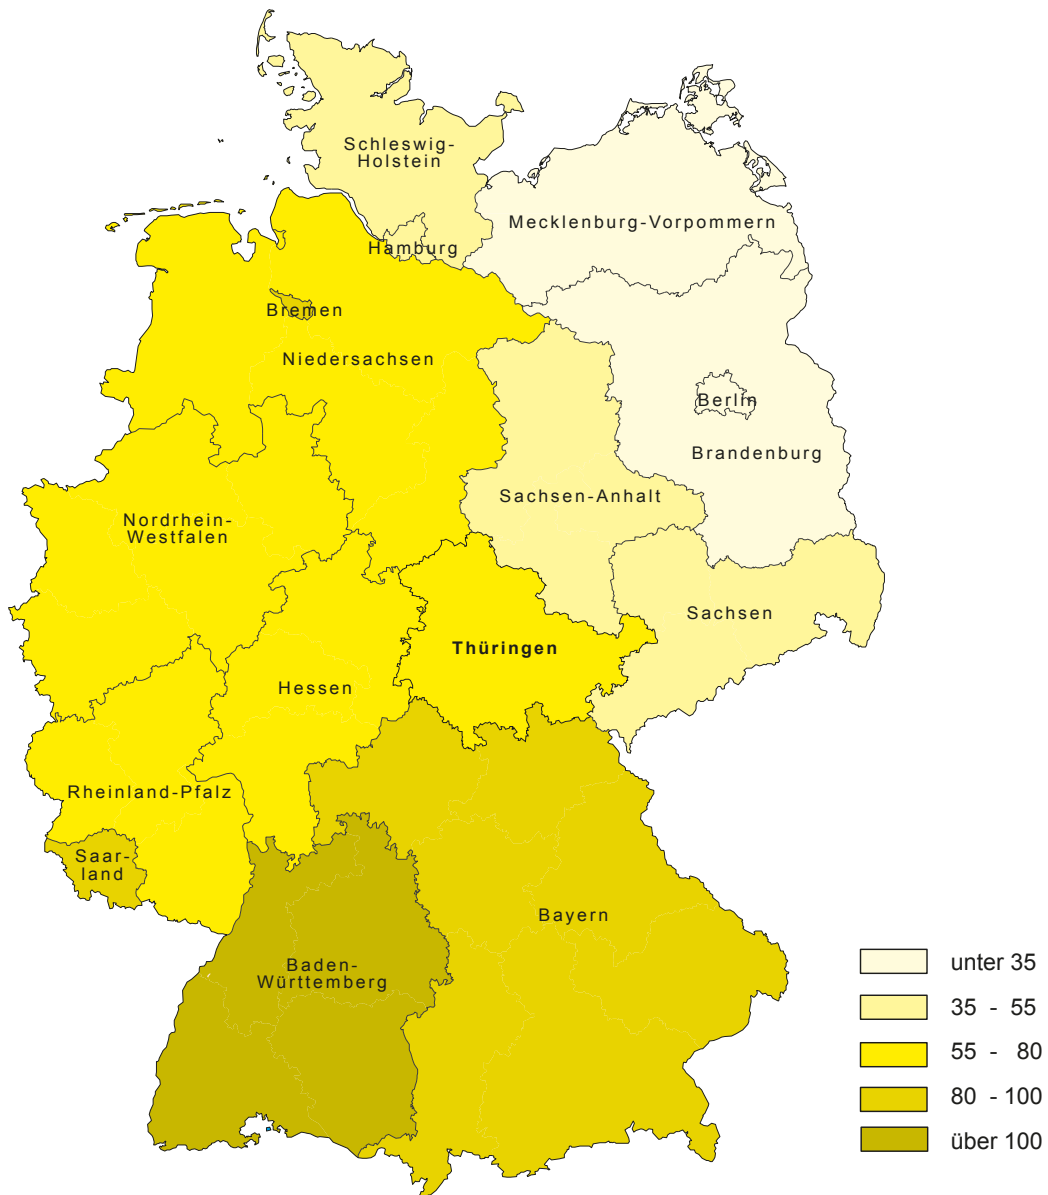 Schleswig-
Holstein
Mecklenburg-Vorpommern
Hamburg
Bremen
Niedersachsen
Berlin
Brandenburg
Sachsen-Anhalt
Nordrhein-
Westfalen
Sachsen
Thüringen
Hessen
Rheinland-Pfalz
Saar-
land
Bayern
Baden-
Württemberg
unter 35
35 - 55
55 - 80
80 - 100
über 100